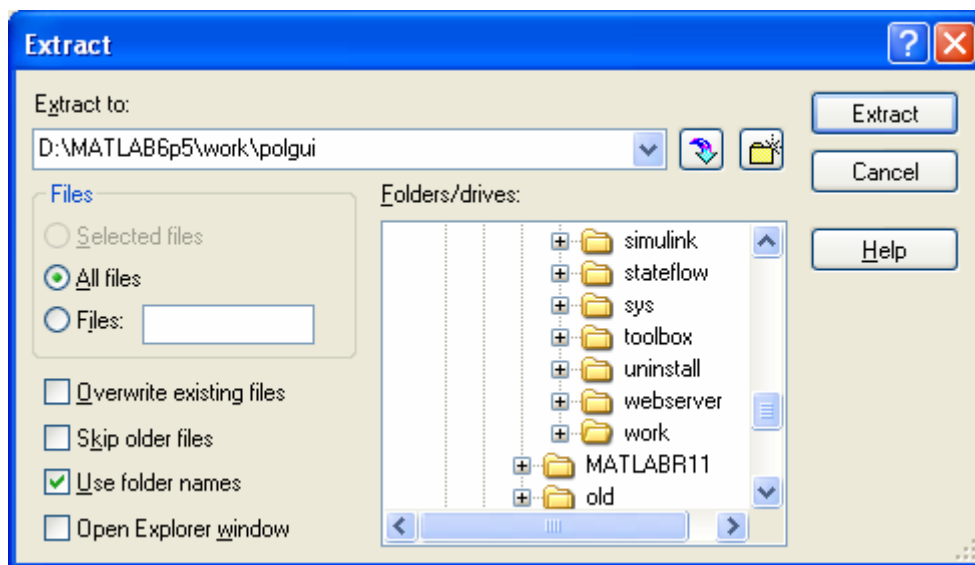 Extract
Extract to:
Extract
D:\MATLAB6p5\work\polgui
Cancel
Files
Folders/drives:
Selected files
simulink
Help
All files
stateflow
sys
Files:
toolbox
uninstall
Overwrite existing files
webserver
Skip older files
work
MATLABR11
Use folder names
old
Open Explorer window